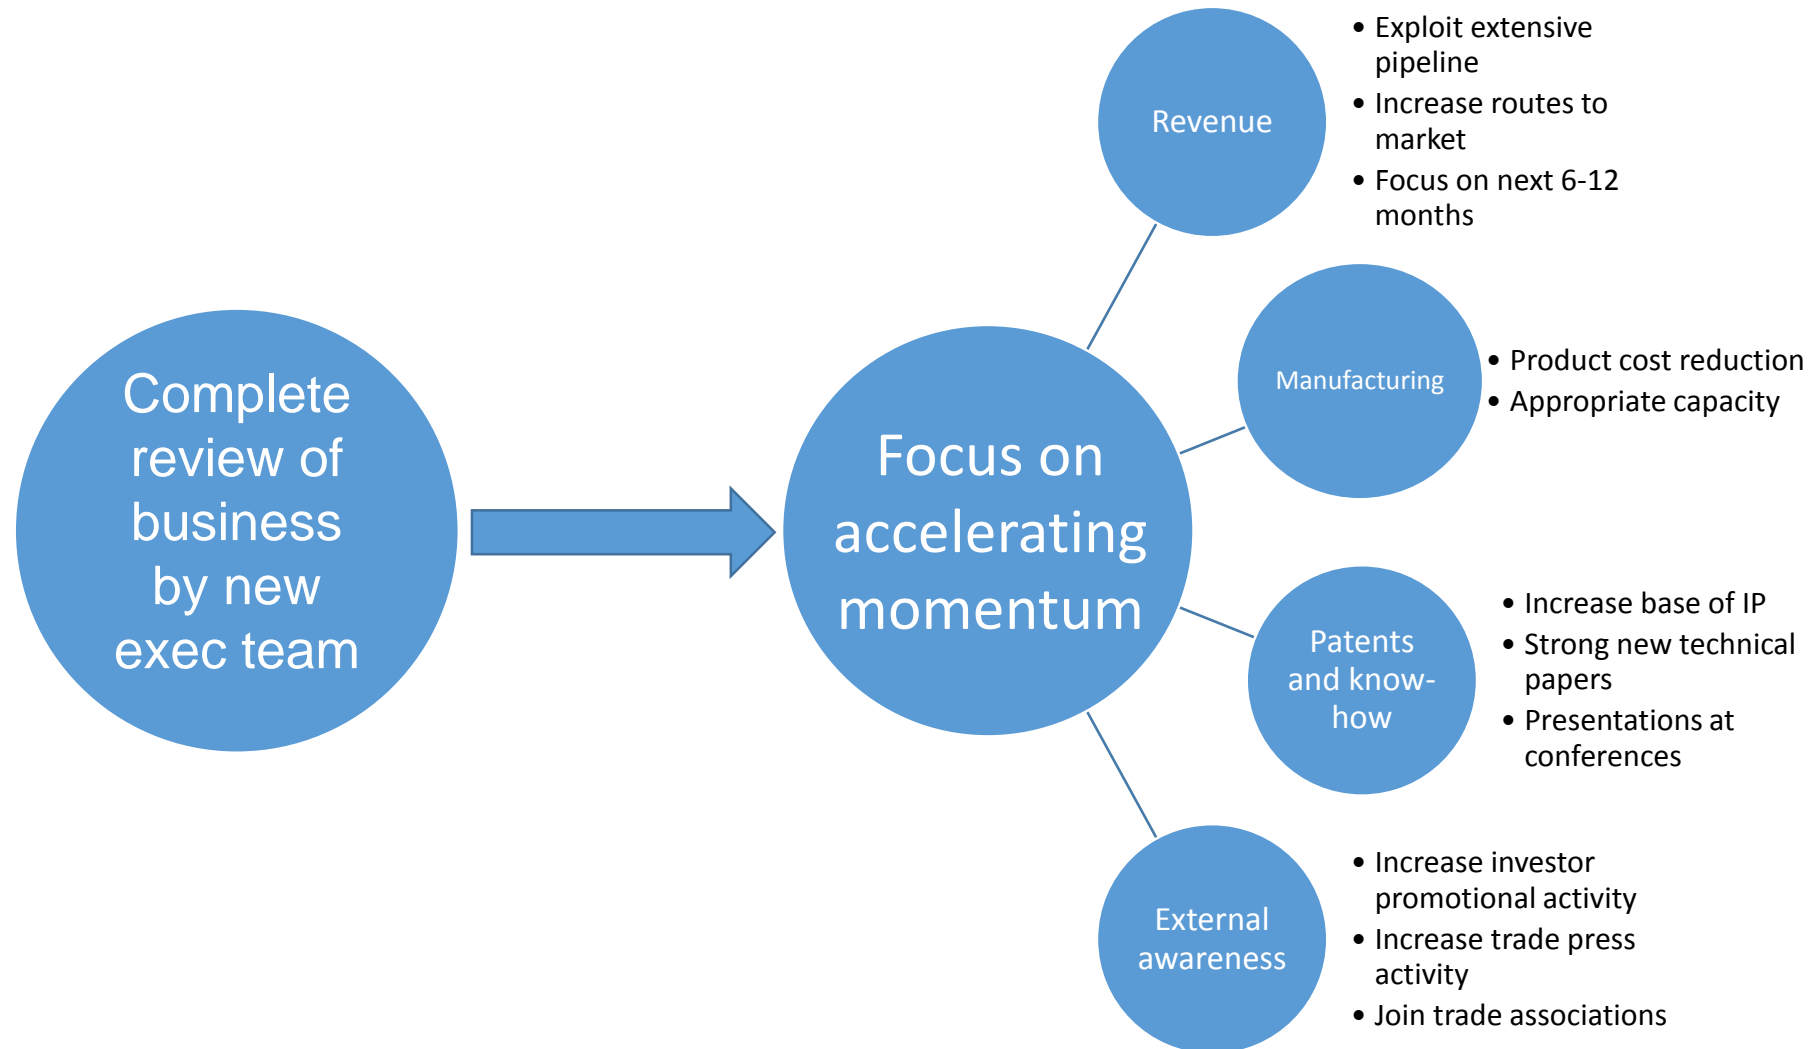 Complete
review of
business
by new
exec team
Focus on
accelerating
momentum
Revenue
• Exploit extensive
pipeline
• Increase routes to
market
• Focus on next 6-12
months
Manufacturing
• Product cost reduction
• Appropriate capacity
Patents
and know-
how
• Increase base of IP
• Strong new technical
papers
• Presentations at
conferences
External
awareness
• Increase investor
promotional activity
• Increase trade press
activity
• Join trade associations